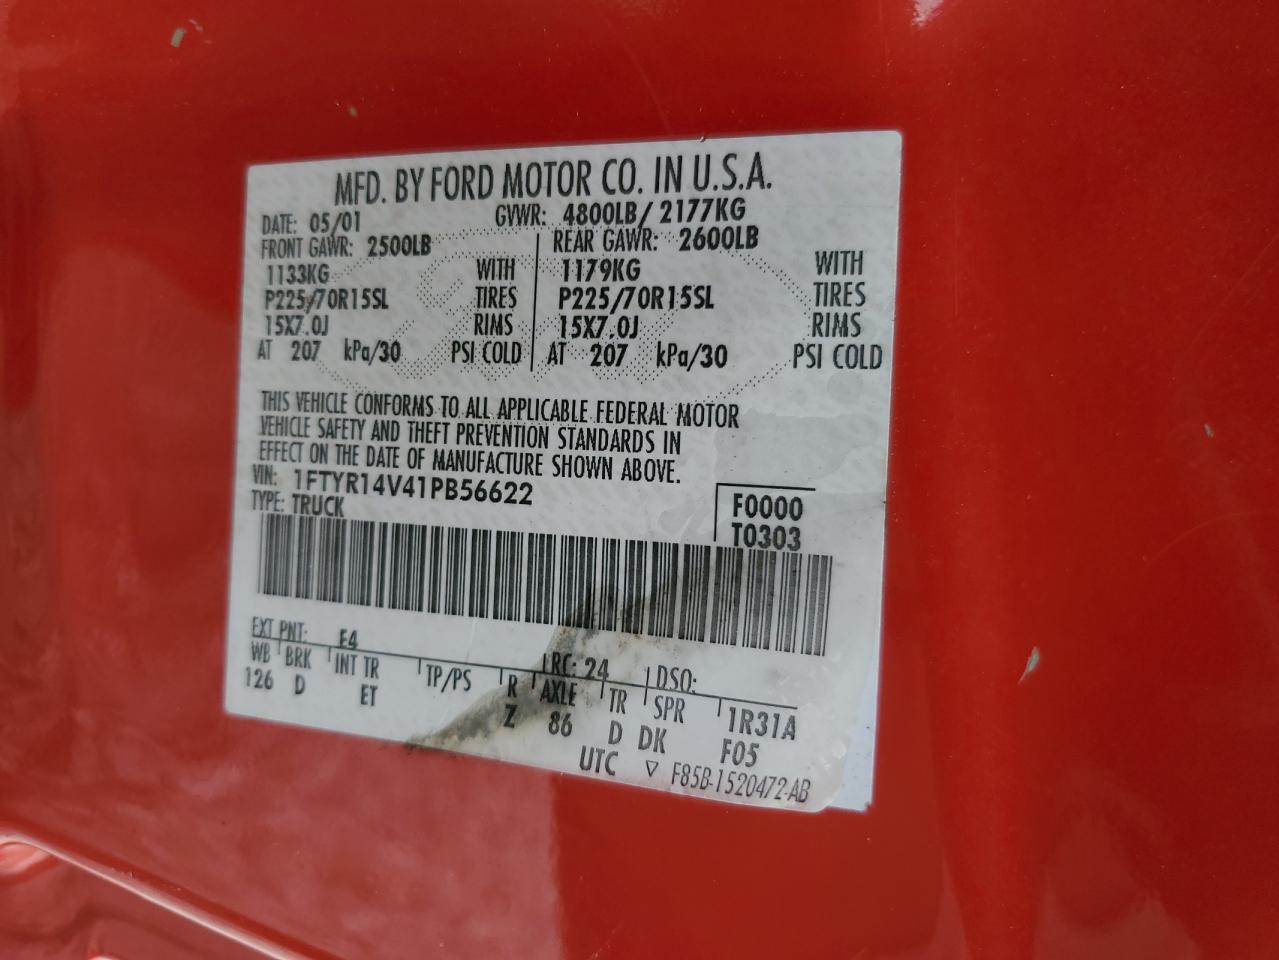 MFD. BY FORD MOTOR CO. IN U.S.A.
DATE: 05/01 GVWR: 4800LB/ 2177KG
FRONT GAWR: 2500LB REAR GAWR: 2600LB
1133KG WITH 1179KG WITH
P225/70R15SL TIRES P225/70R15SL TIRES
15X7.0J RIMS 15X7.0J RIMS
AT 207 kPa/30 PSI COLD AT 207 kPa/30 PSI COLD
THIS VEHICLE CONFORMS TO ALL APPLICABLE FEDERAL MOTOR
VEHICLE SAFETY AND THEFT PREVENTION STANDARDS IN
EFFECT ON THE DATE OF MANUFACTURE SHOWN ABOVE.
VIN: 1FTYR14V41PB56622 F0000
TYPE: TRUCK T0303
EXT PNT: E4 RC: 24 DSO:
WB BRK INT TR TP/PS R AXLE TR SPR 1R31A
126 D ET Z 86 D DK F05
UTC ▽ F85B-1520472-AB